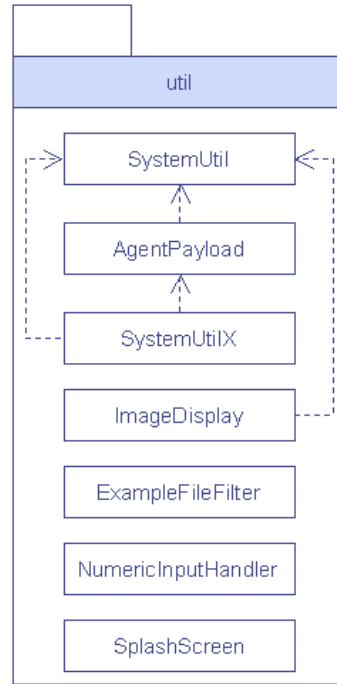 util
SystemUtil
AgentPayload
SystemUtilX
ImageDisplay
ExampleFileFilter
NumericInputHandler
SplashScreen